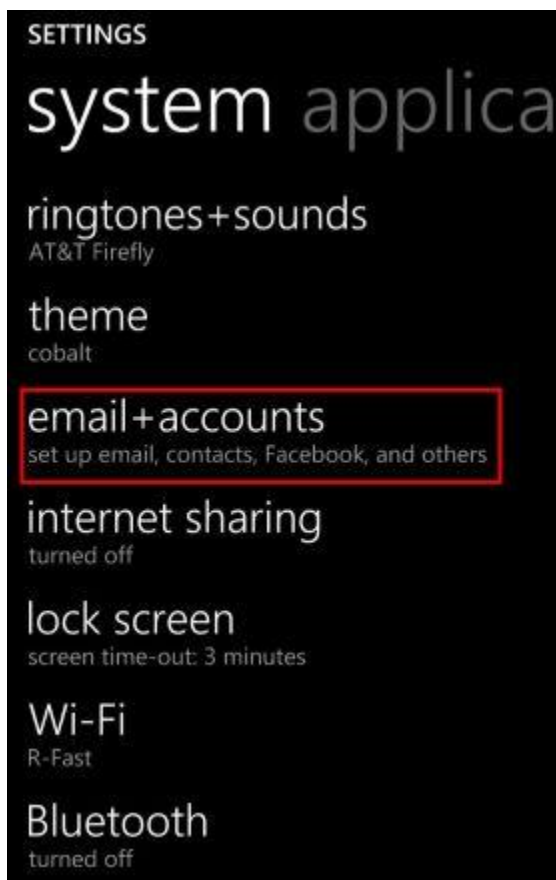 SETTINGS
system applica
ringtones+sounds
AT&T Firefly
theme
cobalt
email+accounts
set up email, contacts, Facebook, and others
internet sharing
turned off
lock screen
screen time-out: 3 minutes
Wi-Fi
R-Fast
Bluetooth
turned off